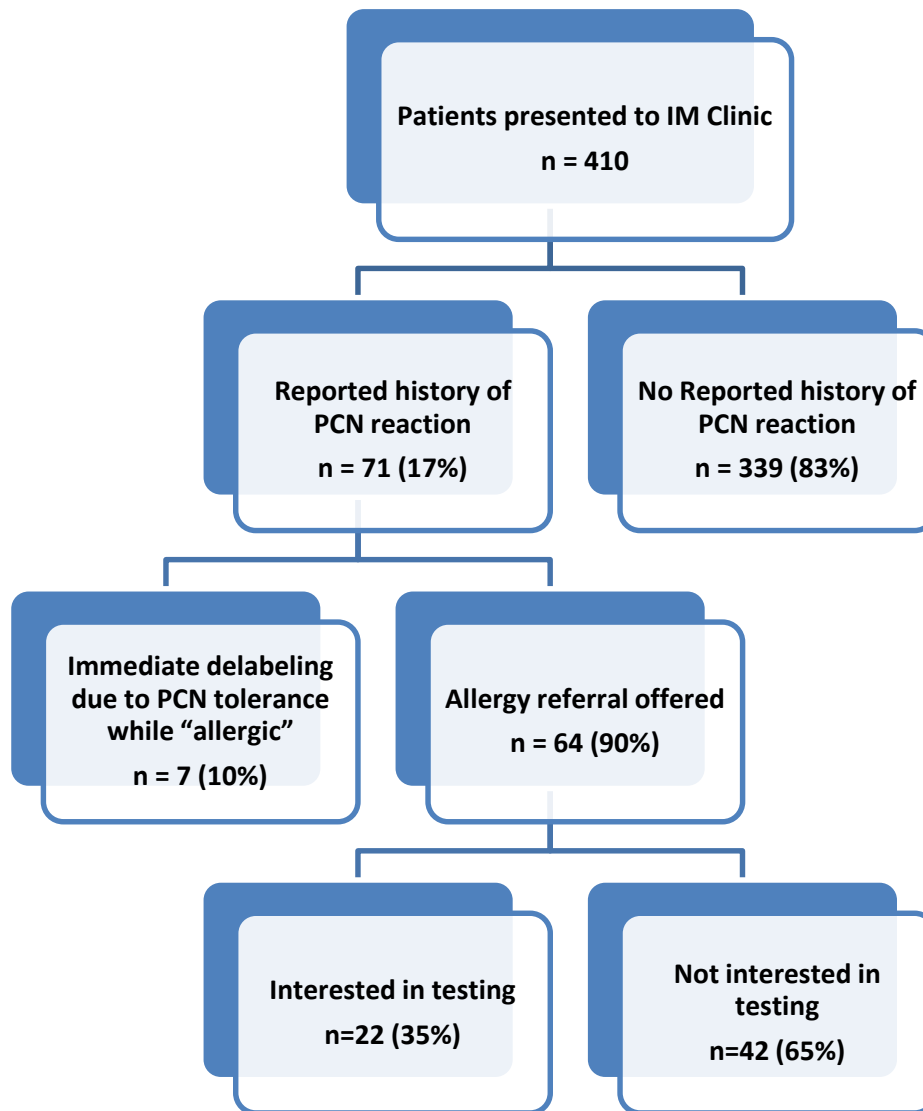 Patients presented to IM Clinic
n = 410
Reported history of
PCN reaction
n = 71 (17%)
No Reported history of
PCN reaction
n = 339 (83%)
Immediate delabeling
due to PCN tolerance
while “allergic”
n = 7 (10%)
Allergy referral offered
n = 64 (90%)
Interested in testing
n=22 (35%)
Not interested in
testing
n=42 (65%)